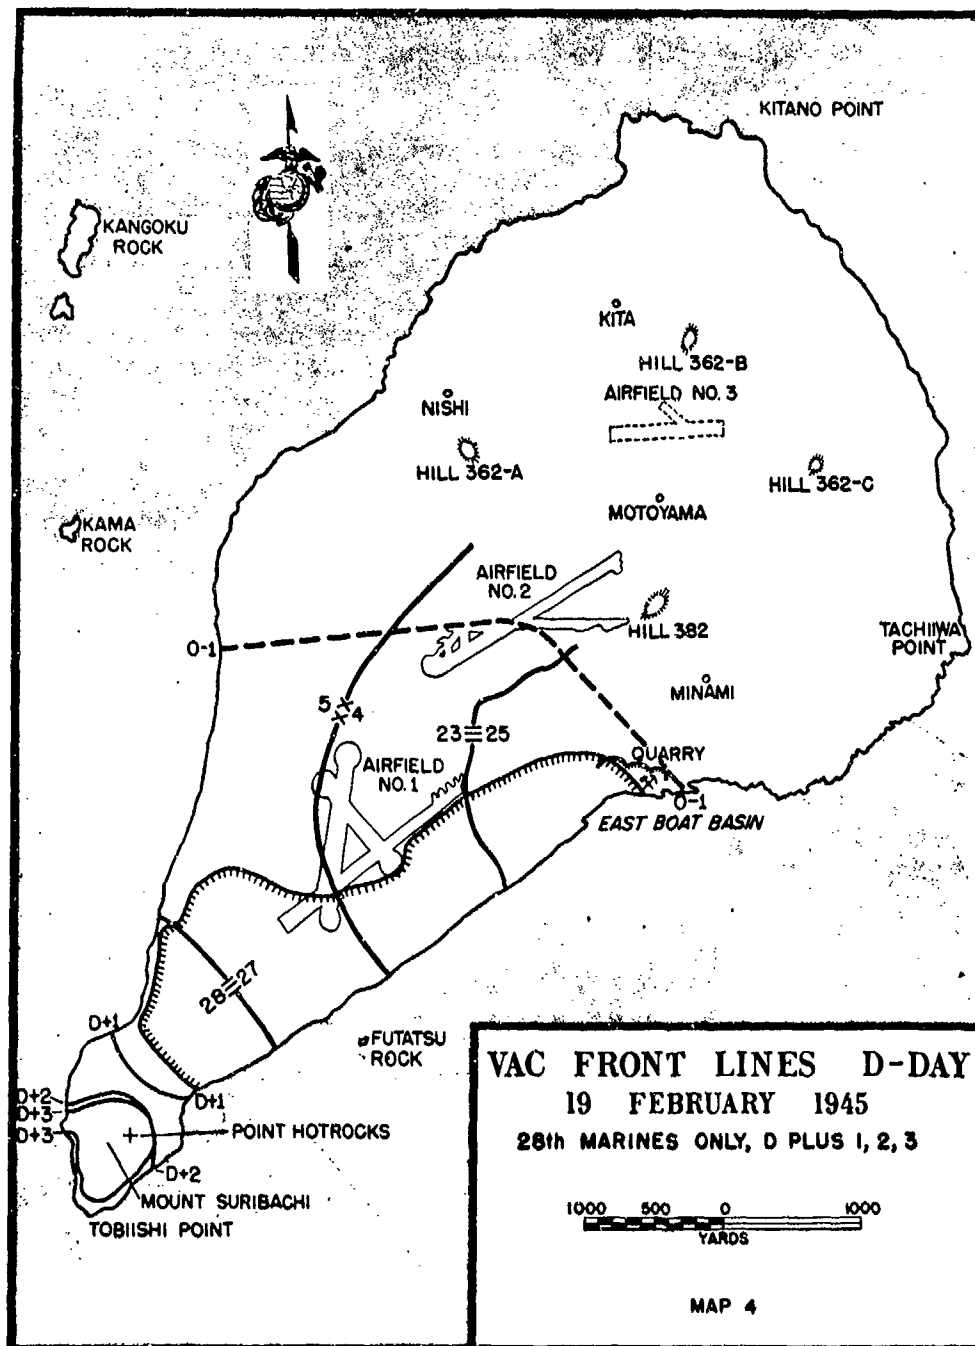 KITANO POINT
KANGOKU
ROCK
KITA
HILL 362-B
AIRFIELD NO. 3
NISHI
HILL 362-A
HILL 362-C
MOTOYAMA
KAMA
ROCK
AIRFIELD
NO. 2
HILL 382
TACHIIWA
POINT
O-1
MINAMI
5 4
23 25
QUARRY
AIRFIELD
NO. 1
O-1
EAST BOAT BASIN
28 27
D+1
FUTATSU
ROCK
D+2
D+3
D+3
D+1
POINT HOTROCKS
D+2
MOUNT SURIBACHI
TOBIISHI POINT
VAC FRONT LINES D-DAY
19 FEBRUARY 1945
28th MARINES ONLY, D PLUS 1, 2, 3
1000 500 0 1000
YARDS
MAP 4